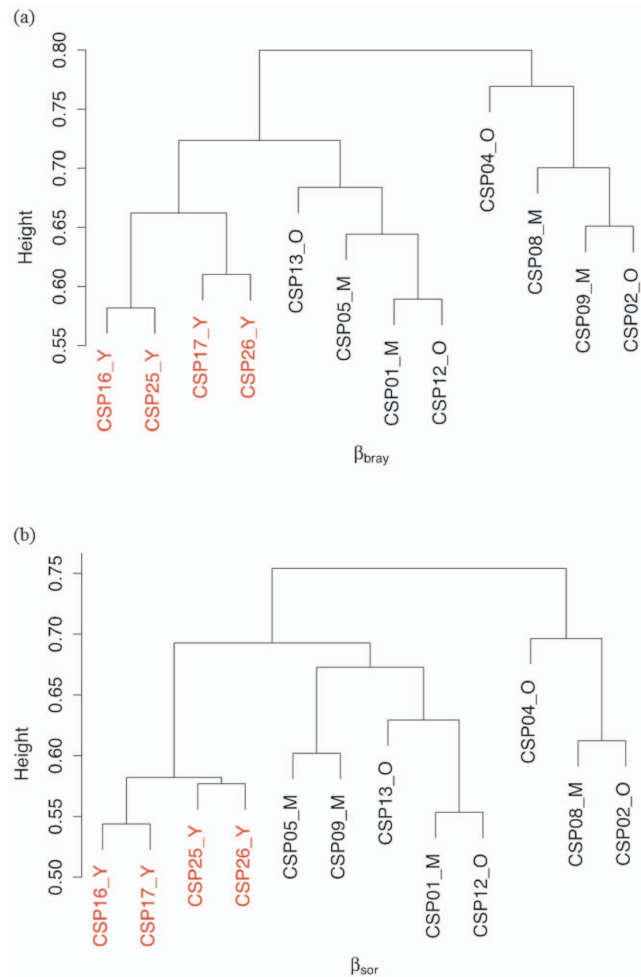 (a)
Height
0.80
0.75
0.70
0.65
0.60
0.55
CSP16_Y
CSP25_Y
CSP17_Y
CSP26_Y
CSP13_O
CSP05_M
CSP01_M
CSP12_O
CSP04_O
CSP08_M
CSP09_M
CSP02_O
βbray
(b)
Height
0.75
0.70
0.65
0.60
0.55
0.50
CSP16_Y
CSP17_Y
CSP25_Y
CSP26_Y
CSP05_M
CSP09_M
CSP13_O
CSP01_M
CSP12_O
CSP04_O
CSP08_M
CSP02_O
βsor